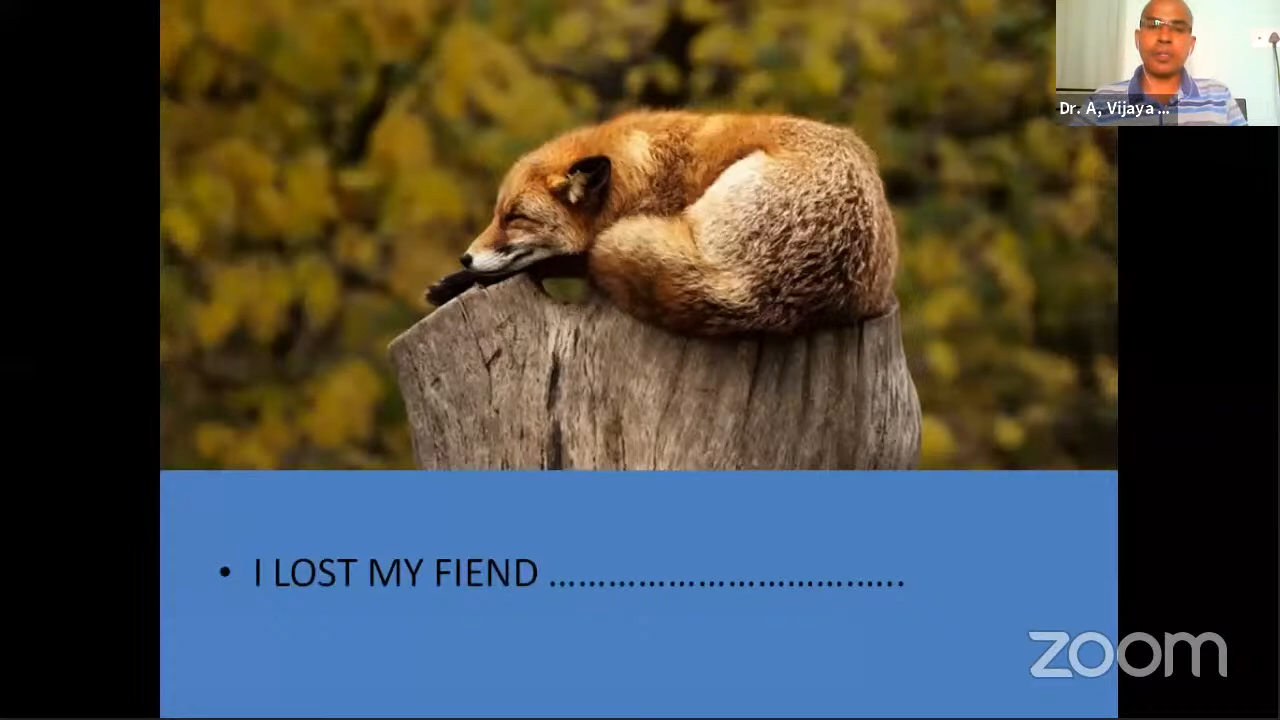 Dr. A, Vijaya ...
• I LOST MY FIEND ....................................
zoom